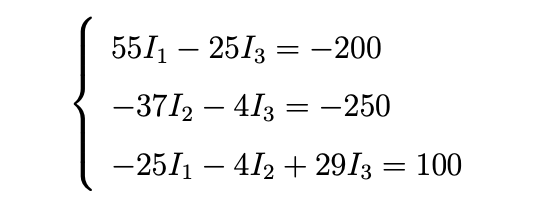 55I₁ − 25I₃ = −200
−37I₂ − 4I₃ = −250
−25I₁ − 4I₂ + 29I₃ = 100